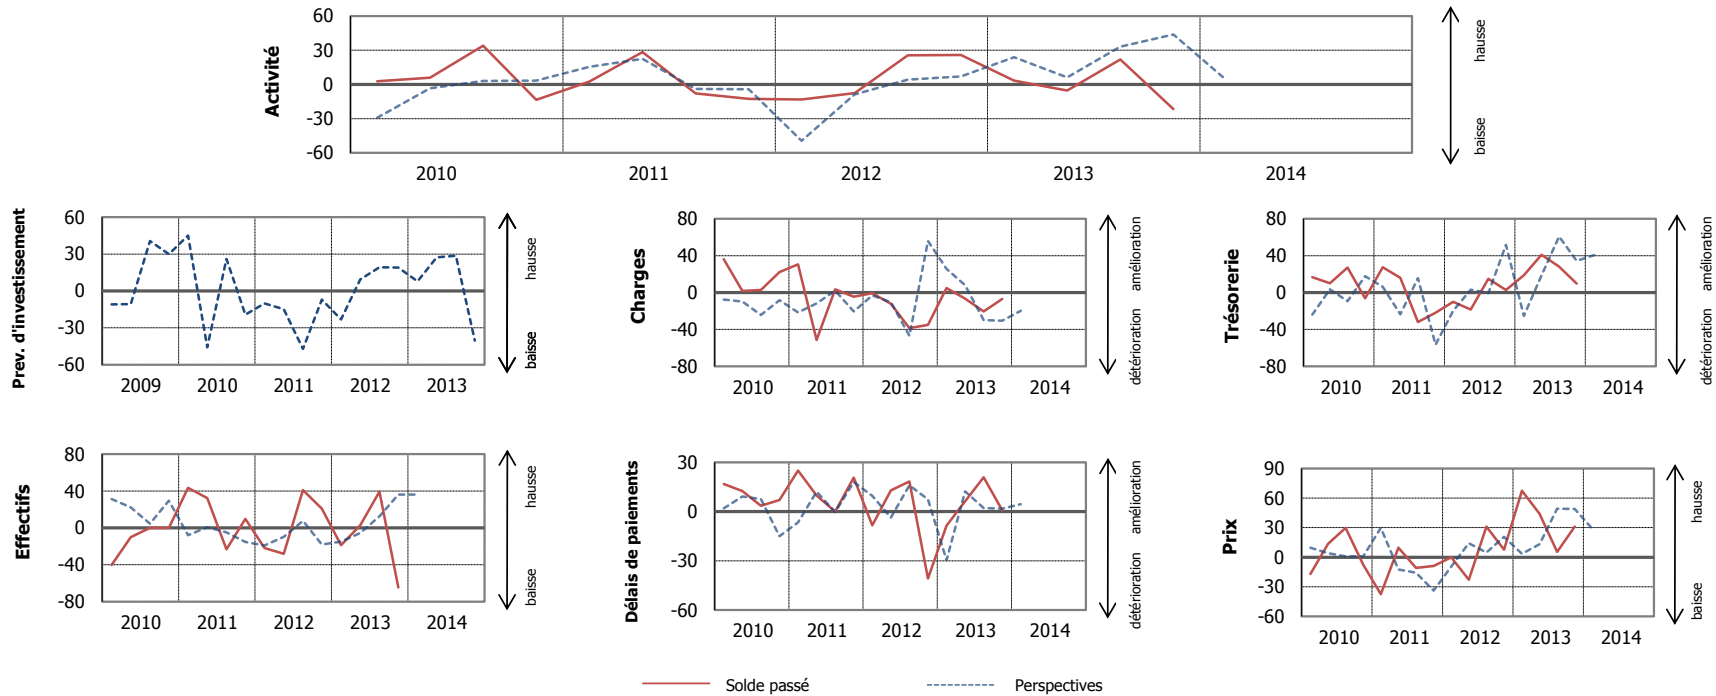 Activité
60
30
0
-30
-60
2010 2011 2012 2013 2014
hausse
baisse
Prev. d'investissement
60
30
0
-30
-60
2009 2010 2011 2012 2013
hausse
baisse
Charges
80
40
0
-40
-80
2010 2011 2012 2013 2014
amélioration
détérioration
Trésorerie
80
40
0
-40
-80
2010 2011 2012 2013 2014
amélioration
détérioration
Effectifs
80
40
0
-40
-80
2010 2011 2012 2013 2014
hausse
baisse
Délais de paiements
30
0
-30
-60
2010 2011 2012 2013 2014
amélioration
détérioration
Prix
90
60
30
0
-30
-60
2010 2011 2012 2013 2014
hausse
baisse
Solde passé Perspectives